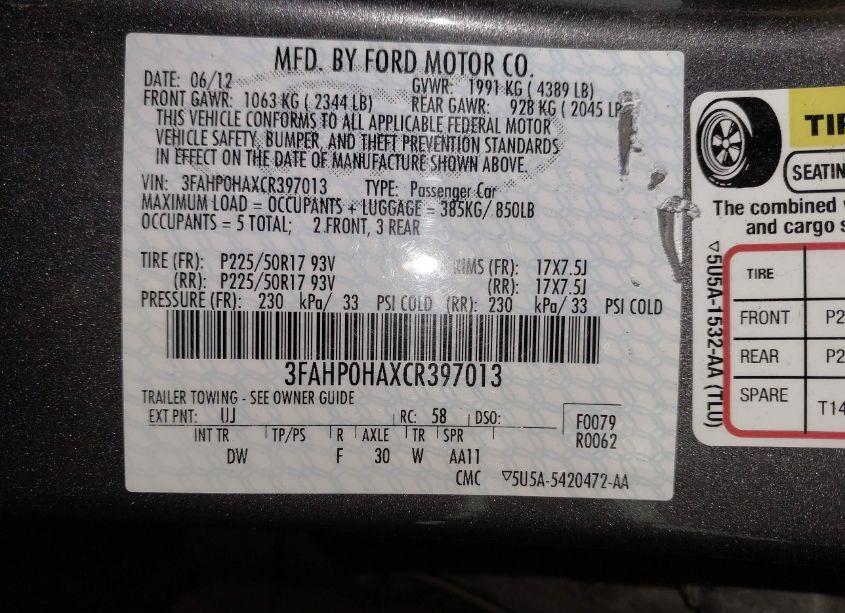 MFD. BY FORD MOTOR CO.
DATE: 06/12 GVWR: 1991 KG ( 4389 LB)
FRONT GAWR: 1063 KG ( 2344 LB) REAR GAWR: 928 KG ( 2045 LB
THIS VEHICLE CONFORMS TO ALL APPLICABLE FEDERAL MOTOR
VEHICLE SAFETY, BUMPER, AND THEFT PREVENTION STANDARDS
IN EFFECT ON THE DATE OF MANUFACTURE SHOWN ABOVE.
VIN: 3FAHP0HAXCR397013 TYPE: Passenger Car
MAXIMUM LOAD = OCCUPANTS + LUGGAGE = 385KG/ 850LB
OCCUPANTS = 5 TOTAL; 2 FRONT, 3 REAR
TIRE (FR): P225/50R17 93V RIMS (FR): 17X7.5J
(RR): P225/50R17 93V (RR): 17X7.5J
PRESSURE (FR): 230 kPa/ 33 PSI COLD (RR): 230 kPa/ 33 PSI COLD
3FAHP0HAXCR397013
TRAILER TOWING - SEE OWNER GUIDE
EXT PNT: UJ RC: 58 DSO: F0079
R0062
INT TR TP/PS R AXLE TR SPR
DW F 30 W AA11
CMC ▽5U5A-5420472-AA
▽5U5A-1532-AA (TLU)
TIR
SEATIN
The combined
and cargo s
TIRE
FRONT P2
REAR P2
SPARE T14